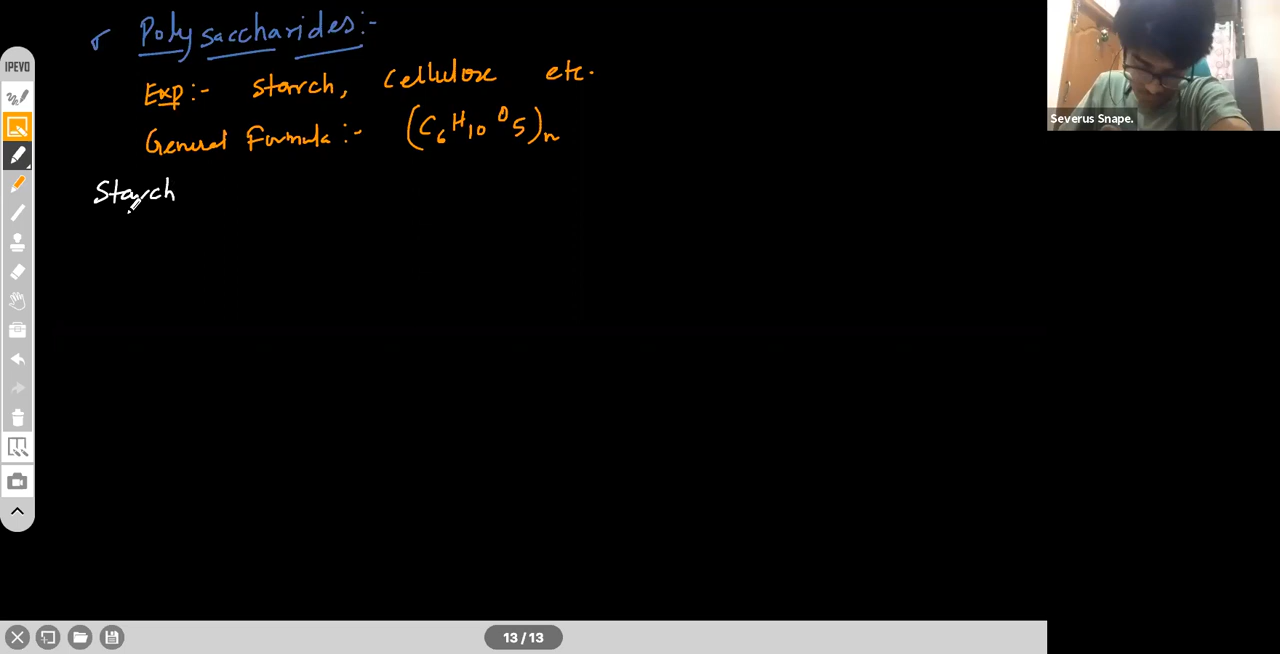 Polysaccharides:-
Exp:- Starch, Cellulose etc.
General Formula:- (C6H10O5)n
Starch
IPEVO
Severus Snape.
13/13